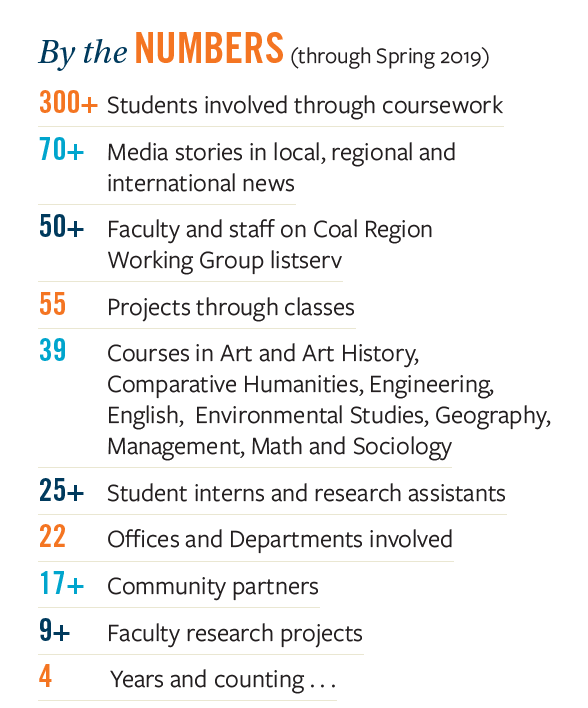 By the NUMBERS (through Spring 2019)
300+ Students involved through coursework
70+ Media stories in local, regional and
international news
50+ Faculty and staff on Coal Region
Working Group listserv
55 Projects through classes
39 Courses in Art and Art History,
Comparative Humanities, Engineering,
English, Environmental Studies, Geography,
Management, Math and Sociology
25+ Student interns and research assistants
22 Offices and Departments involved
17+ Community partners
9+ Faculty research projects
4 Years and counting . . .